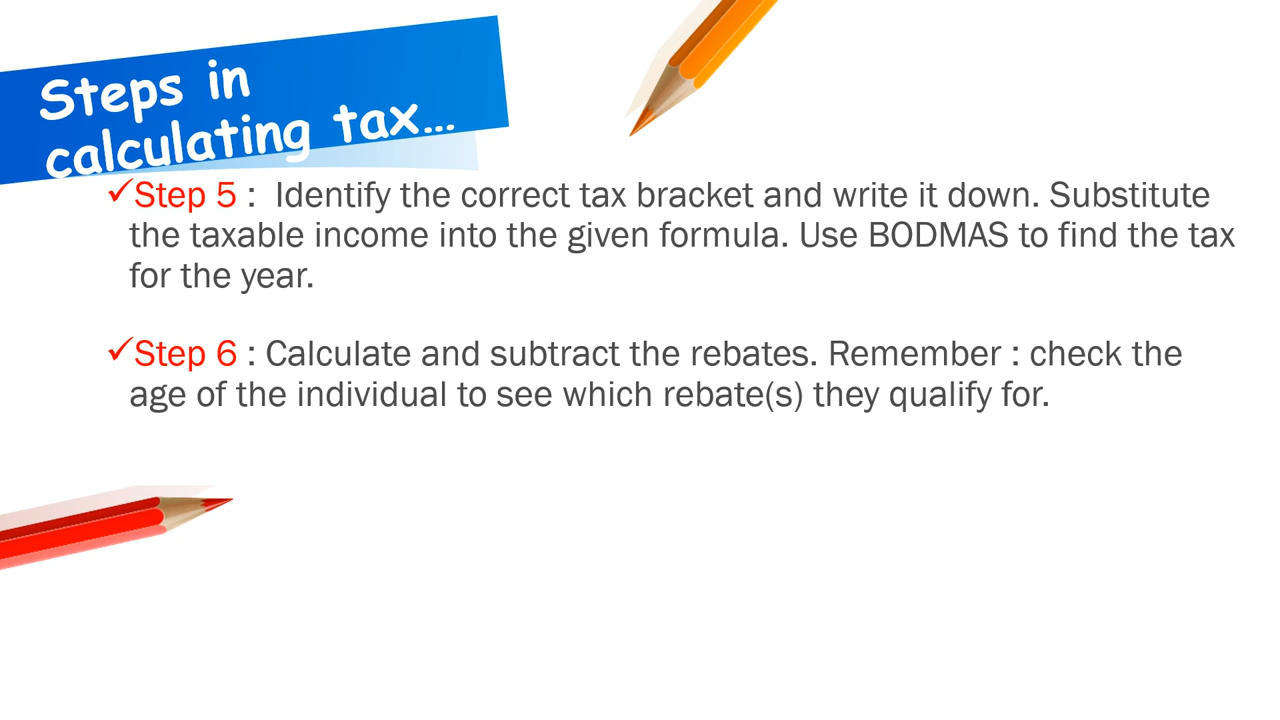 Steps in
calculating tax...
✓Step 5 : Identify the correct tax bracket and write it down. Substitute
the taxable income into the given formula. Use BODMAS to find the tax
for the year.
✓Step 6 : Calculate and subtract the rebates. Remember : check the
age of the individual to see which rebate(s) they qualify for.